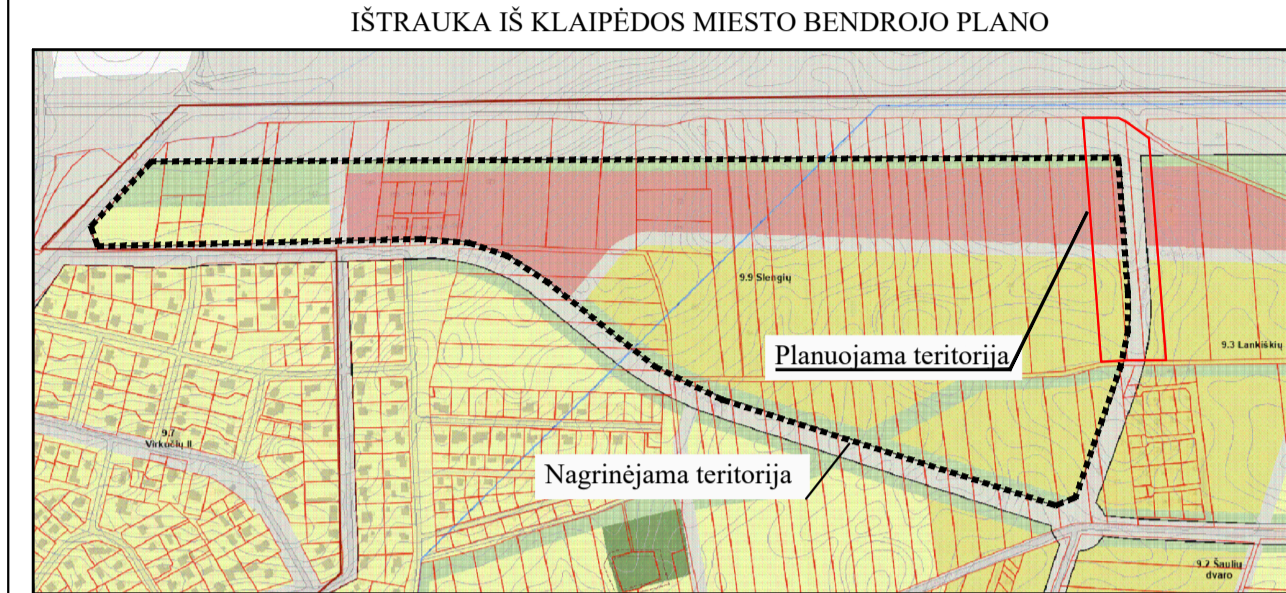 IŠTRAUKA IŠ KLAIPĖDOS MIESTO BENDROJO PLANO
9.9 Slengių
9.3 Lankiškių
Planuojama teritorija
9.7
Virkučių II
Nagrinėjama teritorija
9.2 Šaulių
dvaro